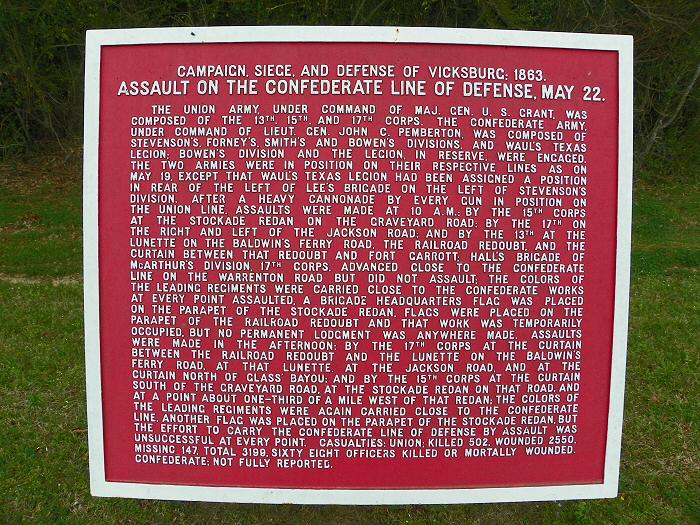 CAMPAIGN, SIEGE, AND DEFENSE OF VICKSBURG: 1863.
ASSAULT ON THE CONFEDERATE LINE OF DEFENSE, MAY 22.
THE UNION ARMY, UNDER COMMAND OF MAJ. GEN. U. S. GRANT, WAS
COMPOSED OF THE 13TH, 15TH, AND 17TH CORPS. THE CONFEDERATE ARMY,
UNDER COMMAND OF LIEUT. GEN. JOHN C. PEMBERTON, WAS COMPOSED OF
STEVENSON'S, FORNEY'S, SMITH'S AND BOWEN'S DIVISIONS, AND WAUL'S TEXAS
LEGION; BOWEN'S DIVISION AND THE LEGION, IN RESERVE, WERE ENGAGED.
THE TWO ARMIES WERE IN POSITION ON THEIR RESPECTIVE LINES AS ON
MAY 19, EXCEPT THAT WAUL'S TEXAS LEGION HAD BEEN ASSIGNED A POSITION
IN REAR OF THE LEFT OF LEE'S BRIGADE ON THE LEFT OF STEVENSON'S
DIVISION. AFTER A HEAVY CANNONADE BY EVERY GUN IN POSITION ON
THE UNION LINE, ASSAULTS WERE MADE AT 10 A.M.: BY THE 15TH CORPS
AT THE STOCKADE REDAN ON THE GRAVEYARD ROAD; BY THE 17TH ON
THE RIGHT AND LEFT OF THE JACKSON ROAD; AND BY THE 13TH AT THE
LUNETTE ON THE BALDWIN'S FERRY ROAD, THE RAILROAD REDOUBT, AND THE
CURTAIN BETWEEN THAT REDOUBT AND FORT GARROTT; HALL'S BRIGADE OF
McARTHUR'S DIVISION, 17TH CORPS, ADVANCED CLOSE TO THE CONFEDERATE
LINE ON THE WARRENTON ROAD BUT DID NOT ASSAULT. THE COLORS OF
THE LEADING REGIMENTS WERE CARRIED CLOSE TO THE CONFEDERATE WORKS
AT EVERY POINT ASSAULTED, A BRIGADE HEADQUARTERS FLAG WAS PLACED
ON THE PARAPET OF THE STOCKADE REDAN, FLAGS WERE PLACED ON THE
PARAPET OF THE RAILROAD REDOUBT AND THAT WORK WAS TEMPORARILY
OCCUPIED, BUT NO PERMANENT LODGMENT WAS ANYWHERE MADE. ASSAULTS
WERE MADE IN THE AFTERNOON: BY THE 17TH CORPS AT THE CURTAIN
BETWEEN THE RAILROAD REDOUBT AND THE LUNETTE ON THE BALDWIN'S
FERRY ROAD, AT THAT LUNETTE, AT THE JACKSON ROAD, AND AT THE
CURTAIN NORTH OF GLASS' BAYOU; AND BY THE 15TH CORPS AT THE CURTAIN
SOUTH OF THE GRAVEYARD ROAD, AT THE STOCKADE REDAN ON THAT ROAD, AND
AT A POINT ABOUT ONE-THIRD OF A MILE WEST OF THAT REDAN; THE COLORS OF
THE LEADING REGIMENTS WERE AGAIN CARRIED CLOSE TO THE CONFEDERATE
LINE, ANOTHER FLAG WAS PLACED ON THE PARAPET OF THE STOCKADE REDAN, BUT
THE EFFORT TO CARRY THE CONFEDERATE LINE OF DEFENSE BY ASSAULT WAS
UNSUCCESSFUL AT EVERY POINT. CASUALTIES: UNION; KILLED 502, WOUNDED 2550,
MISSING 147, TOTAL 3199, SIXTY EIGHT OFFICERS KILLED OR MORTALLY WOUNDED.
CONFEDERATE; NOT FULLY REPORTED.